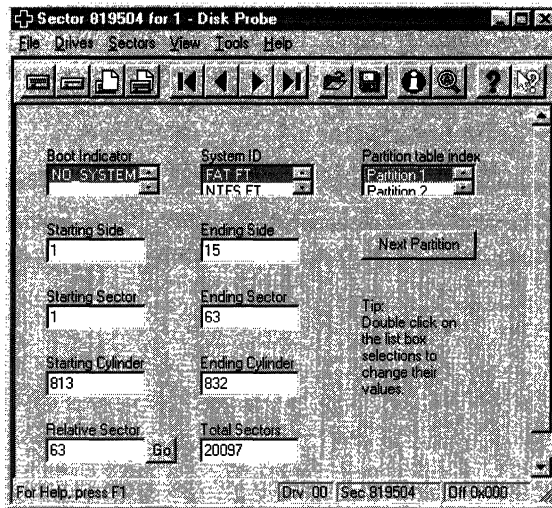 Sector 819504 for 1 - Disk Probe
File Drives Sectors View Tools Help
Boot Indicator System ID Partition table index
NO_SYSTEM FAT FT Partition 1
NTFS FT Partition 2
Starting Side Ending Side
1 15 Next Partition
Starting Sector Ending Sector
1 63
Tip:
Double click on
the list box
selections to
change their
values.
Starting Cylinder Ending Cylinder
813 832
Relative Sector Total Sectors
63 Go 20097
For Help, press F1 Drv 00 Sec 819504 Off 0x000